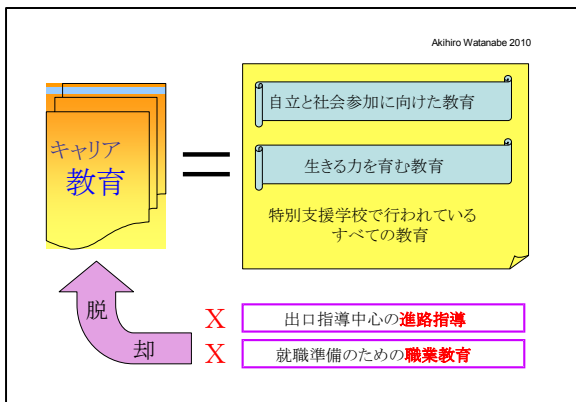 Akihiro Watanabe 2010
キャリア
教育
＝
自立と社会参加に向けた教育
生きる力を育む教育
特別支援学校で行われている
すべての教育
脱
却
X 出口指導中心の進路指導
X 就職準備のための職業教育